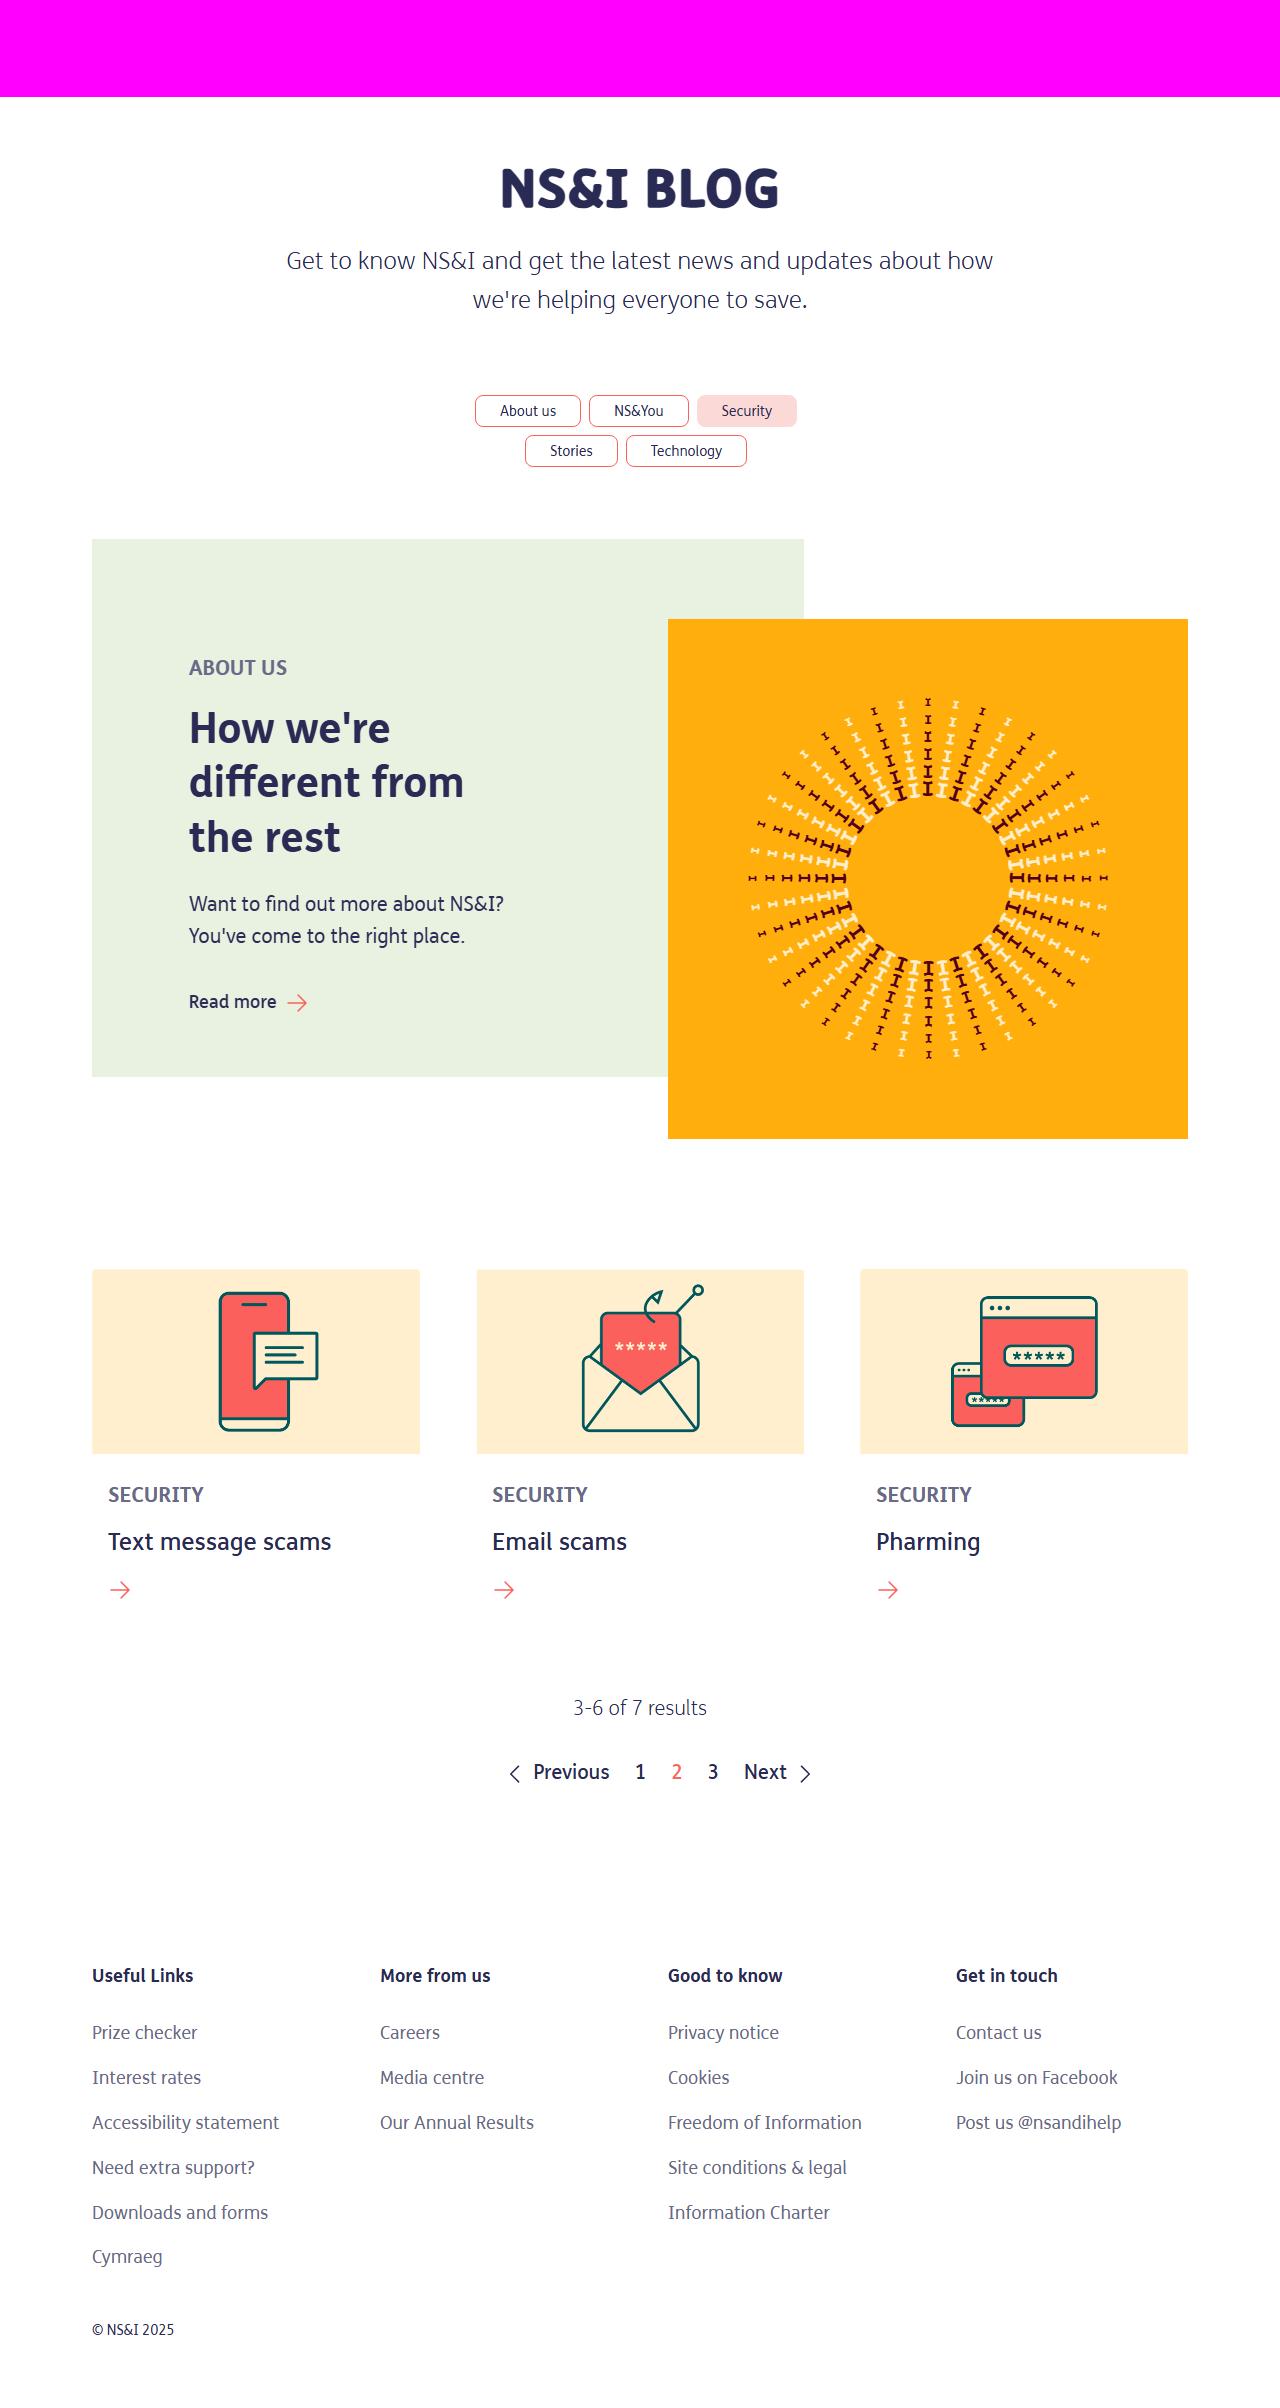 NS&I BLOG
Get to know NS&I and get the latest news and updates about how
we're helping everyone to save.
About us
NS&You
Security
Stories
Technology
ABOUT US
How we're
different from
the rest
Want to find out more about NS&I?
You've come to the right place.
Read more
*****
*****
*****
SECURITY
Text message scams
SECURITY
Email scams
SECURITY
Pharming
3-6 of 7 results
Previous 1 2 3 Next
Useful Links
Prize checker
Interest rates
Accessibility statement
Need extra support?
Downloads and forms
Cymraeg
More from us
Careers
Media centre
Our Annual Results
Good to know
Privacy notice
Cookies
Freedom of Information
Site conditions & legal
Information Charter
Get in touch
Contact us
Join us on Facebook
Post us @nsandihelp
© NS&I 2025